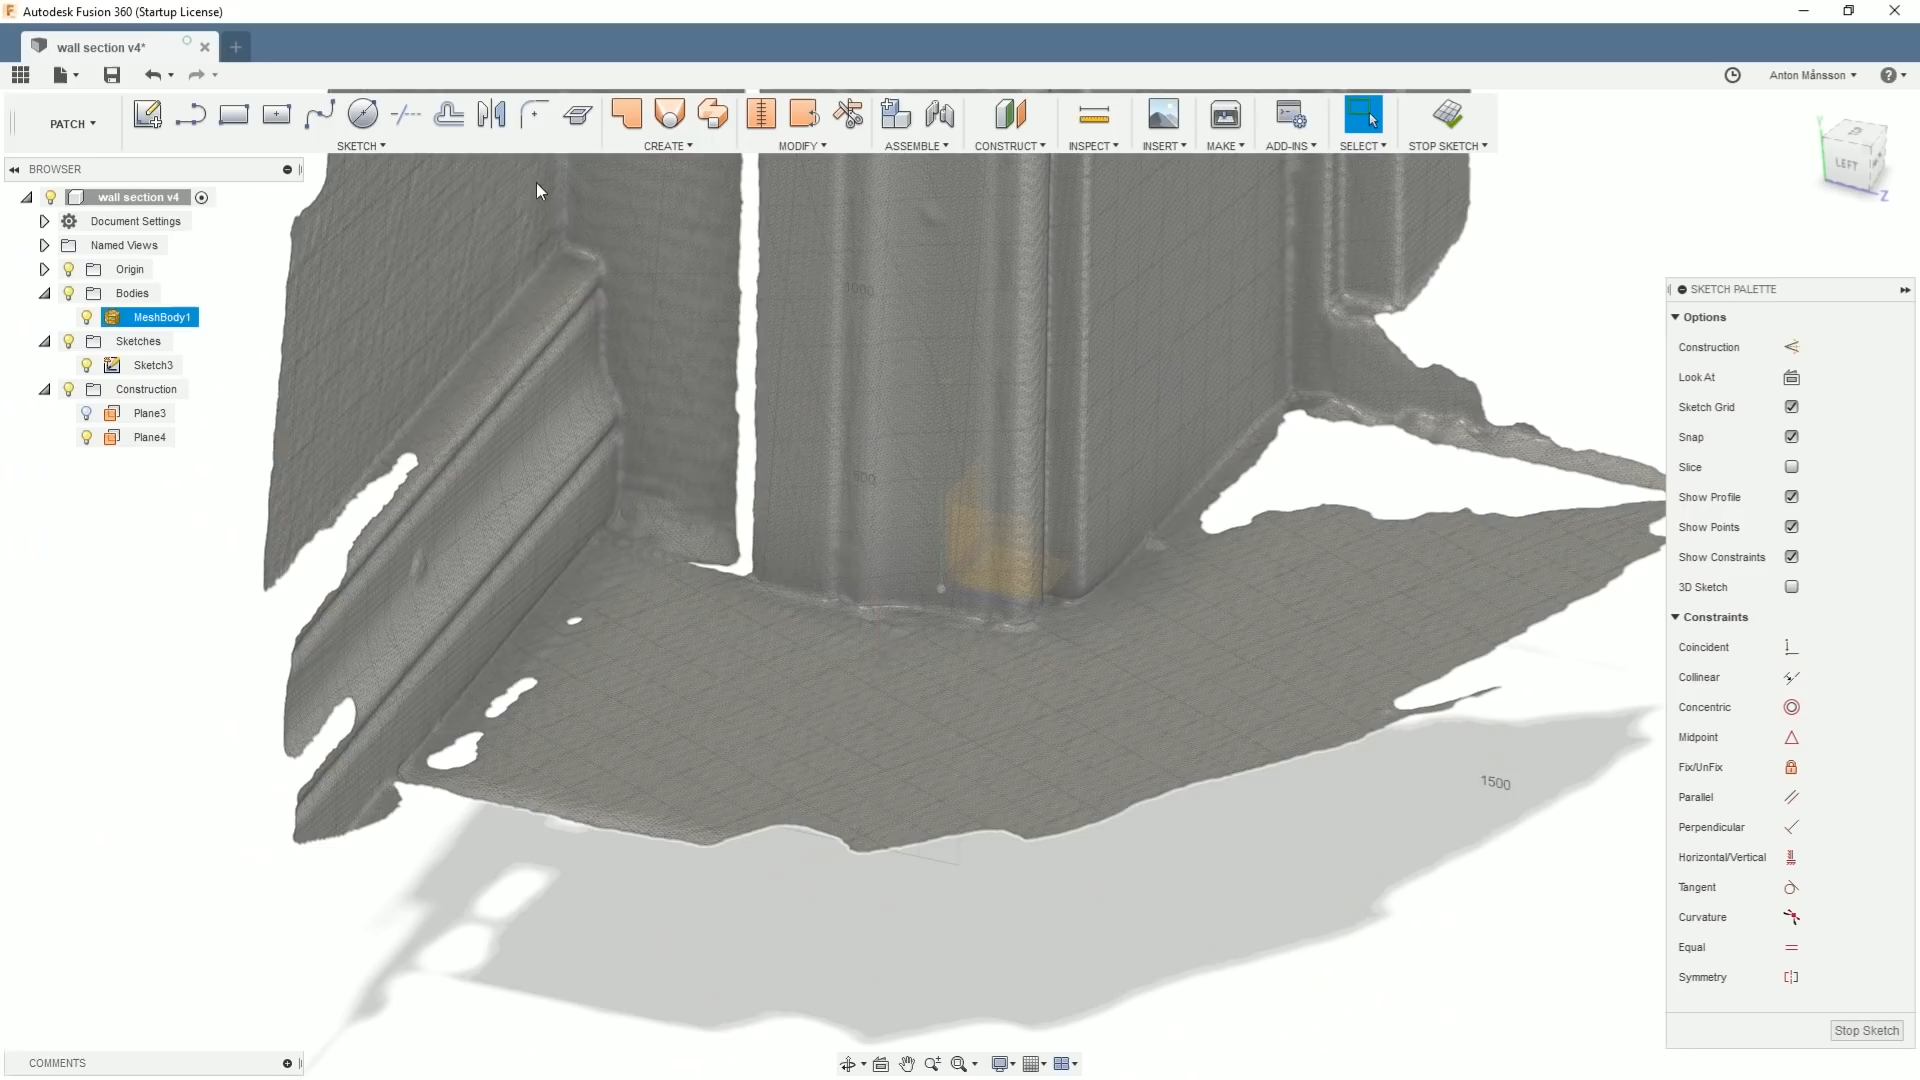 Autodesk Fusion 360 (Startup License)
wall section v4*
Anton Månsson
PATCH
SKETCH
CREATE
MODIFY
ASSEMBLE
CONSTRUCT
INSPECT
INSERT
MAKE
ADD-INS
SELECT
STOP SKETCH
BROWSER
wall section v4
Document Settings
Named Views
Origin
Bodies
MeshBody1
Sketches
Sketch3
Construction
Plane3
Plane4
LEFT
Z
1000
500
1500
SKETCH PALETTE
Options
Construction
Look At
Sketch Grid
Snap
Slice
Show Profile
Show Points
Show Constraints
3D Sketch
Constraints
Coincident
Collinear
Concentric
Midpoint
Fix/UnFix
Parallel
Perpendicular
Horizontal/Vertical
Tangent
Curvature
Equal
Symmetry
Stop Sketch
COMMENTS